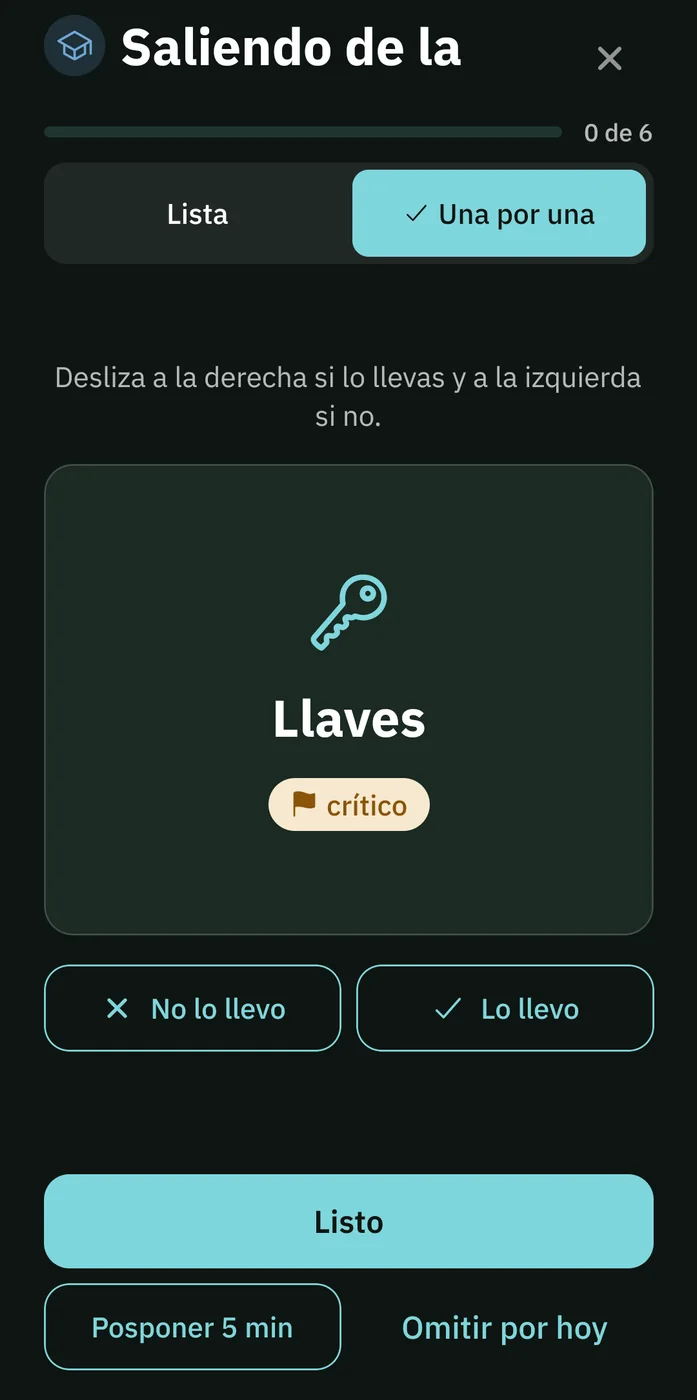 Saliendo de la
0 de 6
Lista
Una por una
Desliza a la derecha si lo llevas y a la izquierda
si no.
Llaves
crítico
No lo llevo
Lo llevo
Listo
Posponer 5 min
Omitir por hoy